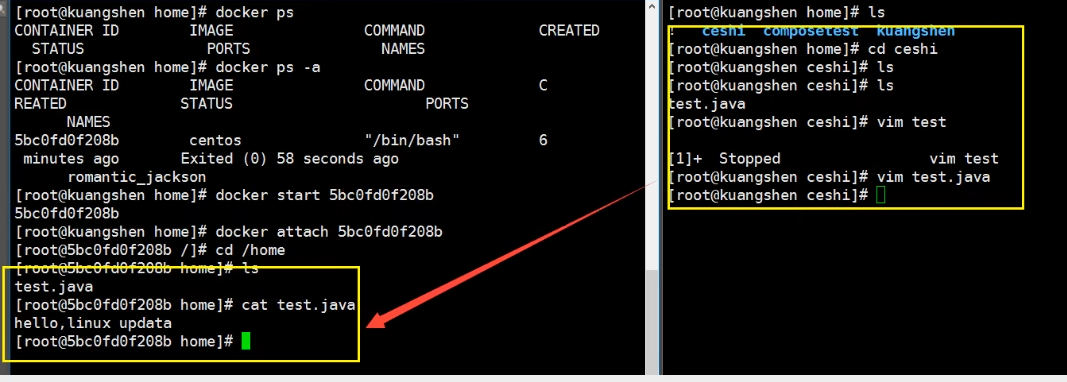 [root@kuangshen home]# docker ps
CONTAINER ID        IMAGE               COMMAND             CREATED
  STATUS              PORTS               NAMES
[root@kuangshen home]# docker ps -a
CONTAINER ID        IMAGE               COMMAND             C
REATED             STATUS                      PORTS
      NAMES
5bc0fd0f208b        centos              "/bin/bash"         6
 minutes ago       Exited (0) 58 seconds ago
      romantic_jackson
[root@kuangshen home]# docker start 5bc0fd0f208b
5bc0fd0f208b
[root@kuangshen home]# docker attach 5bc0fd0f208b
[root@5bc0fd0f208b /]# cd /home
[root@5bc0fd0f208b home]# ls
test.java
[root@5bc0fd0f208b home]# cat test.java
hello,linux updata
[root@5bc0fd0f208b home]#
[root@kuangshen home]# ls
ceshi  composetest  kuangshen
[root@kuangshen home]# cd ceshi
[root@kuangshen ceshi]# ls
[root@kuangshen ceshi]# ls
test.java
[root@kuangshen ceshi]# vim test
[1]+  Stopped                 vim test
[root@kuangshen ceshi]# vim test.java
[root@kuangshen ceshi]#